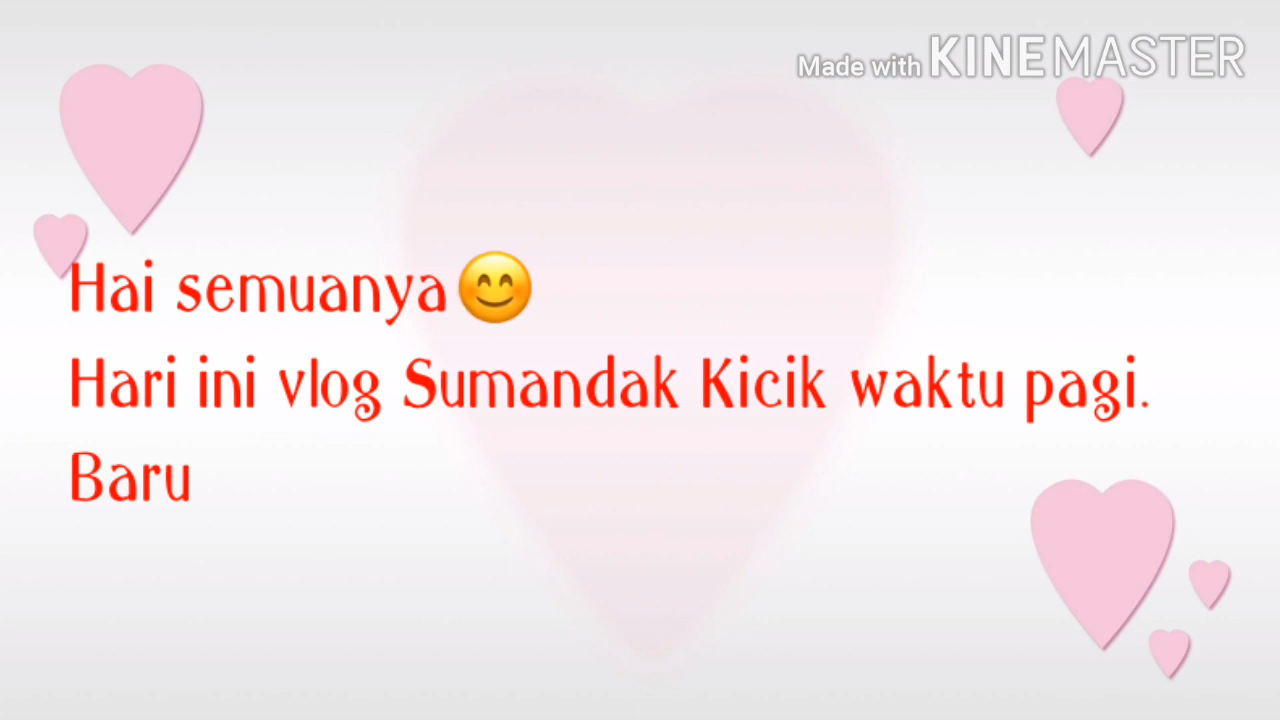 Made with KINEMASTER
Hai semuanya😊
Hari ini vlog Sumandak Kicik waktu pagi.
Baru